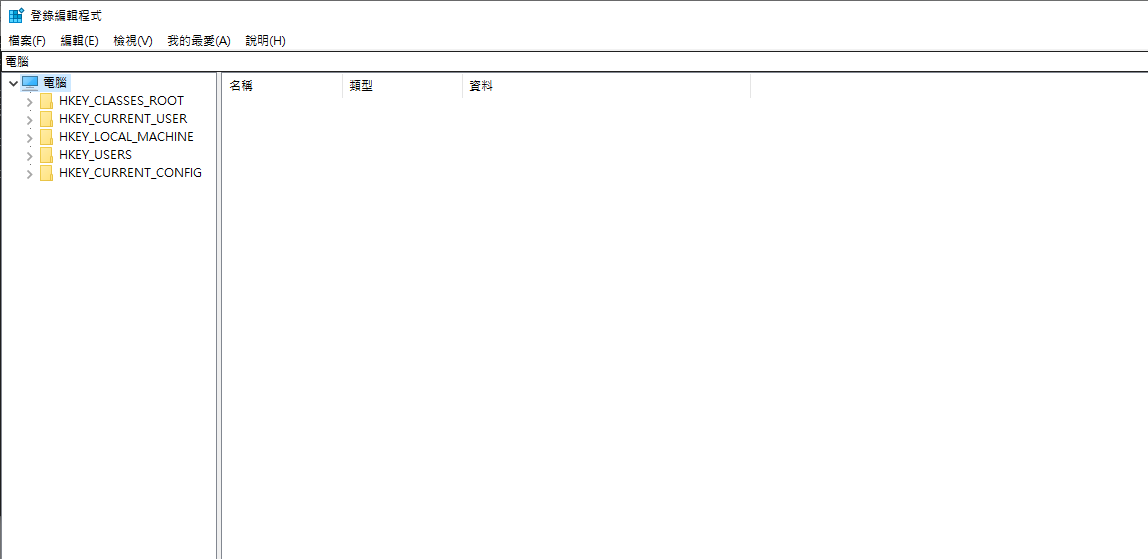 登錄編輯程式
檔案(F) 編輯(E) 檢視(V) 我的最愛(A) 說明(H)
電腦
電腦
HKEY_CLASSES_ROOT
HKEY_CURRENT_USER
HKEY_LOCAL_MACHINE
HKEY_USERS
HKEY_CURRENT_CONFIG
名稱 類型 資料